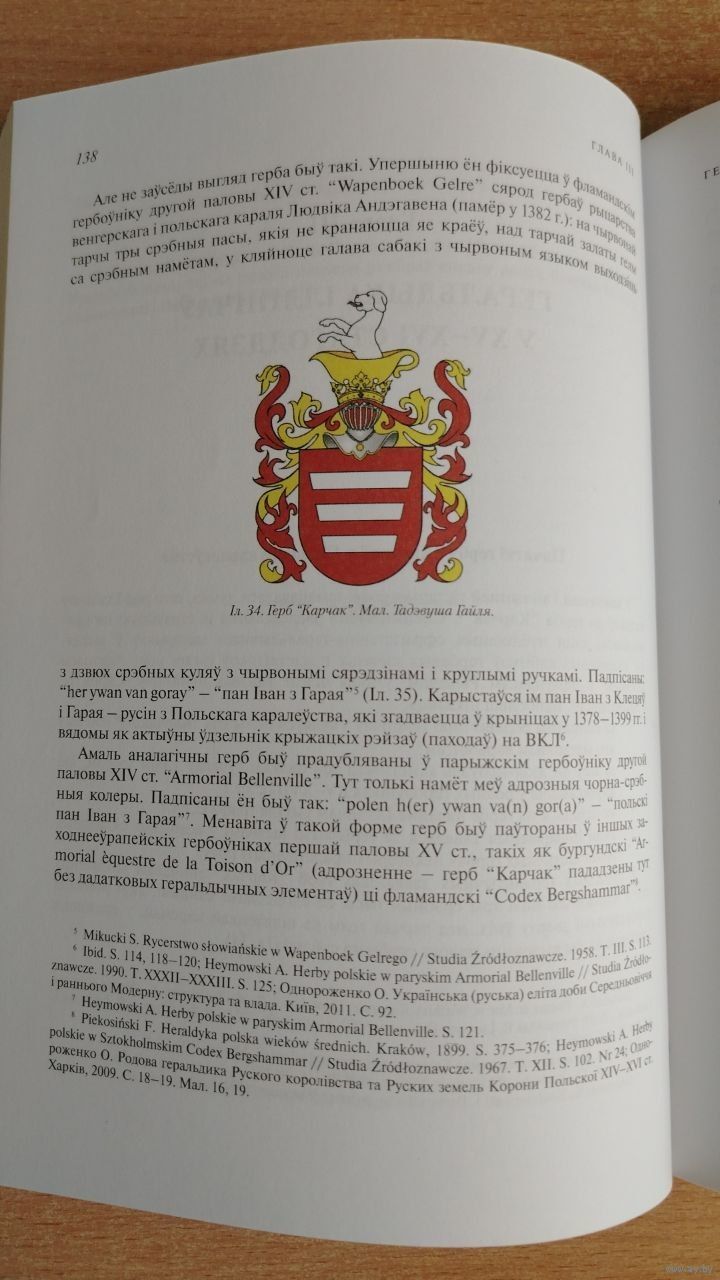 138
ГЛАВА III
Але не заўсёды выгляд герба быў такі. Упершыню ён фіксуецца ў фламандскім
гербоўніку другой паловы XIV ст. “Wapenboek Gelre” сярод гербаў рыцарства
венгерскага і польскага караля Людвіка Андэгавена (памёр у 1382 г.): на чырвонай
тарчы тры срэбныя пасы, якія не кранаюцца яе краёў, над тарчай залаты гелм
са срэбным намётам, у кляйноце галава сабакі з чырвоным языком выходзіць
Іл. 34. Герб “Карчак”. Мал. Тадэвуша Гайля.
з дзвюх срэбных куляў з чырвонымі сярэдзінамі і круглымі ручкамі. Падпісаны:
“her ywan van goray” – “пан Іван з Гарая”⁵ (Іл. 35). Карыстаўся ім пан Іван з Клецяў
і Гарая – русін з Польскага каралеўства, які згадваецца ў крыніцах у 1378–1399 гг. і
вядомы як актыўны ўдзельнік крыжацкіх рэйзаў (паходаў) на ВКЛ⁶.
Амаль аналагічны герб быў прадубляваны ў парыжскім гербоўніку другой
паловы XIV ст. “Armorial Bellenville”. Тут толькі намёт меў адрозныя чорна-срэб-
ныя колеры. Падпісаны ён быў так: “polen h(er) ywan va(n) gor(a)” – “польскі
пан Іван з Гарая”⁷. Менавіта ў такой форме герб быў паўтораны ў іншых за-
ходнееўрапейскіх гербоўніках першай паловы XV ст., такіх як бургундскі “Ar-
morial èquestre de la Toison d’Or” (адрозненне – герб “Карчак” пададзены тут
без дадатковых геральдычных элементаў) ці фламандскі “Codex Bergshammar”⁸.
⁵ Mikucki S. Rycerstwo słowiańskie w Wapenboek Gelrego // Studia Źródłoznawcze. 1958. T. III. S. 113.
⁶ Ibid. S. 114, 118–120; Heymowski A. Herby polskie w paryskim Armorial Bellenville // Studia Źródło-
znawcze. 1990. T. XXXII–XXXIII. S. 125; Однороженко О. Українська (руська) еліта доби Середньовіччя
і раннього Модерну: структура та влада. Київ, 2011. С. 92.
⁷ Heymowski A. Herby polskie w paryskim Armorial Bellenville. S. 121.
⁸ Piekosiński F. Heraldyka polska wieków średnich. Kraków, 1899. S. 375–376; Heymowski A. Herby
polskie w Sztokholmskim Codex Bergshammar // Studia Źródłoznawcze. 1967. T. XII. S. 102. Nr 24; Одно-
роженко О. Родова геральдика Руского королівства та Руских земель Корони Польскої XIV–XVI ст.
Харків, 2009. С. 18–19. Мал. 16, 19.
www.ay.by